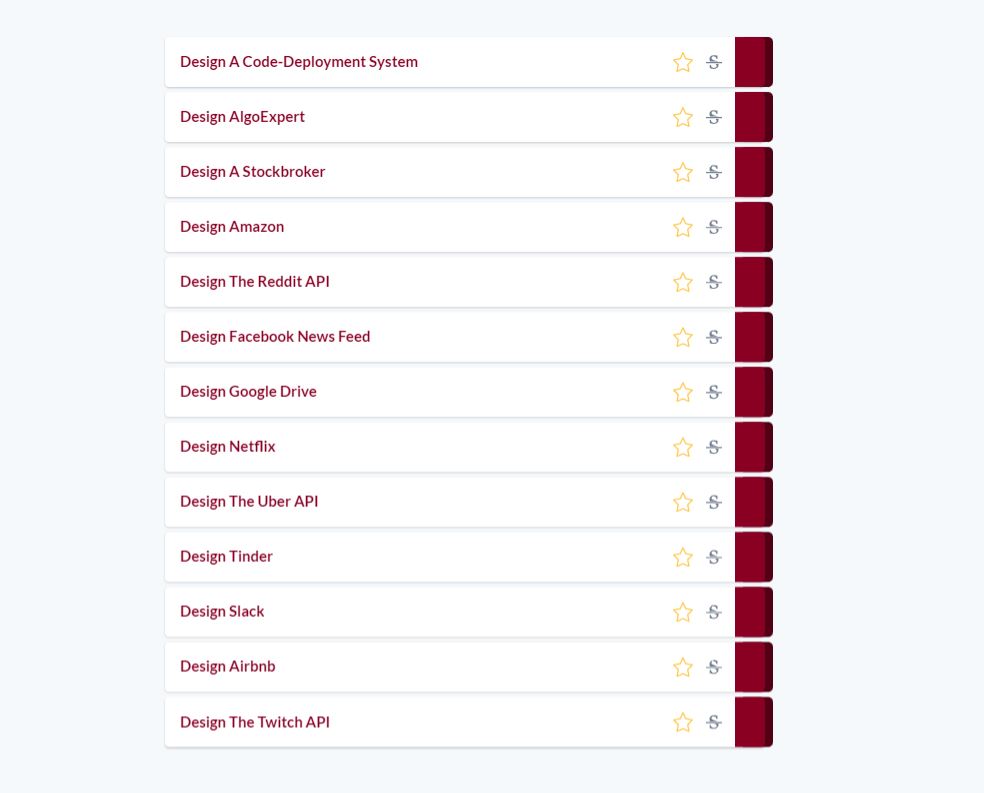 Design A Code-Deployment System
Design AlgoExpert
Design A Stockbroker
Design Amazon
Design The Reddit API
Design Facebook News Feed
Design Google Drive
Design Netflix
Design The Uber API
Design Tinder
Design Slack
Design Airbnb
Design The Twitch API